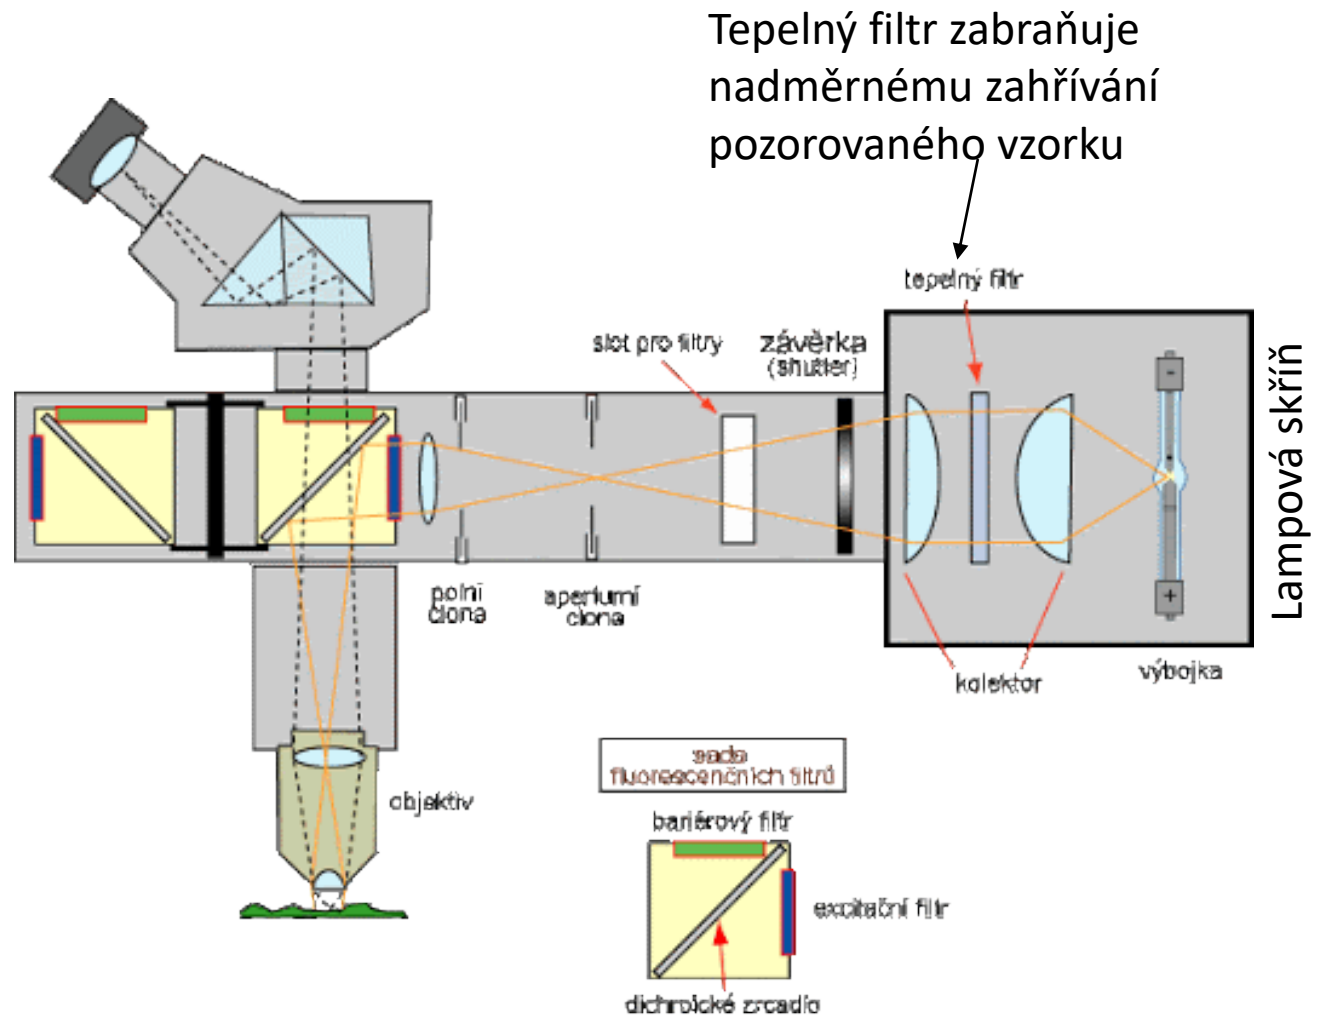 Tepelný filtr zabraňuje
nadměrnému zahřívání
pozorovaného vzorku
tepelný filtr
slot pro filtry
závěrka
(shutter)
Lampová skříň
-
+
polní
clona
aperturní
clona
kolektor
výbojka
objektiv
sada
fluorescenčních filtrů
bariérový filtr
excitační filtr
dichroické zrcadlo